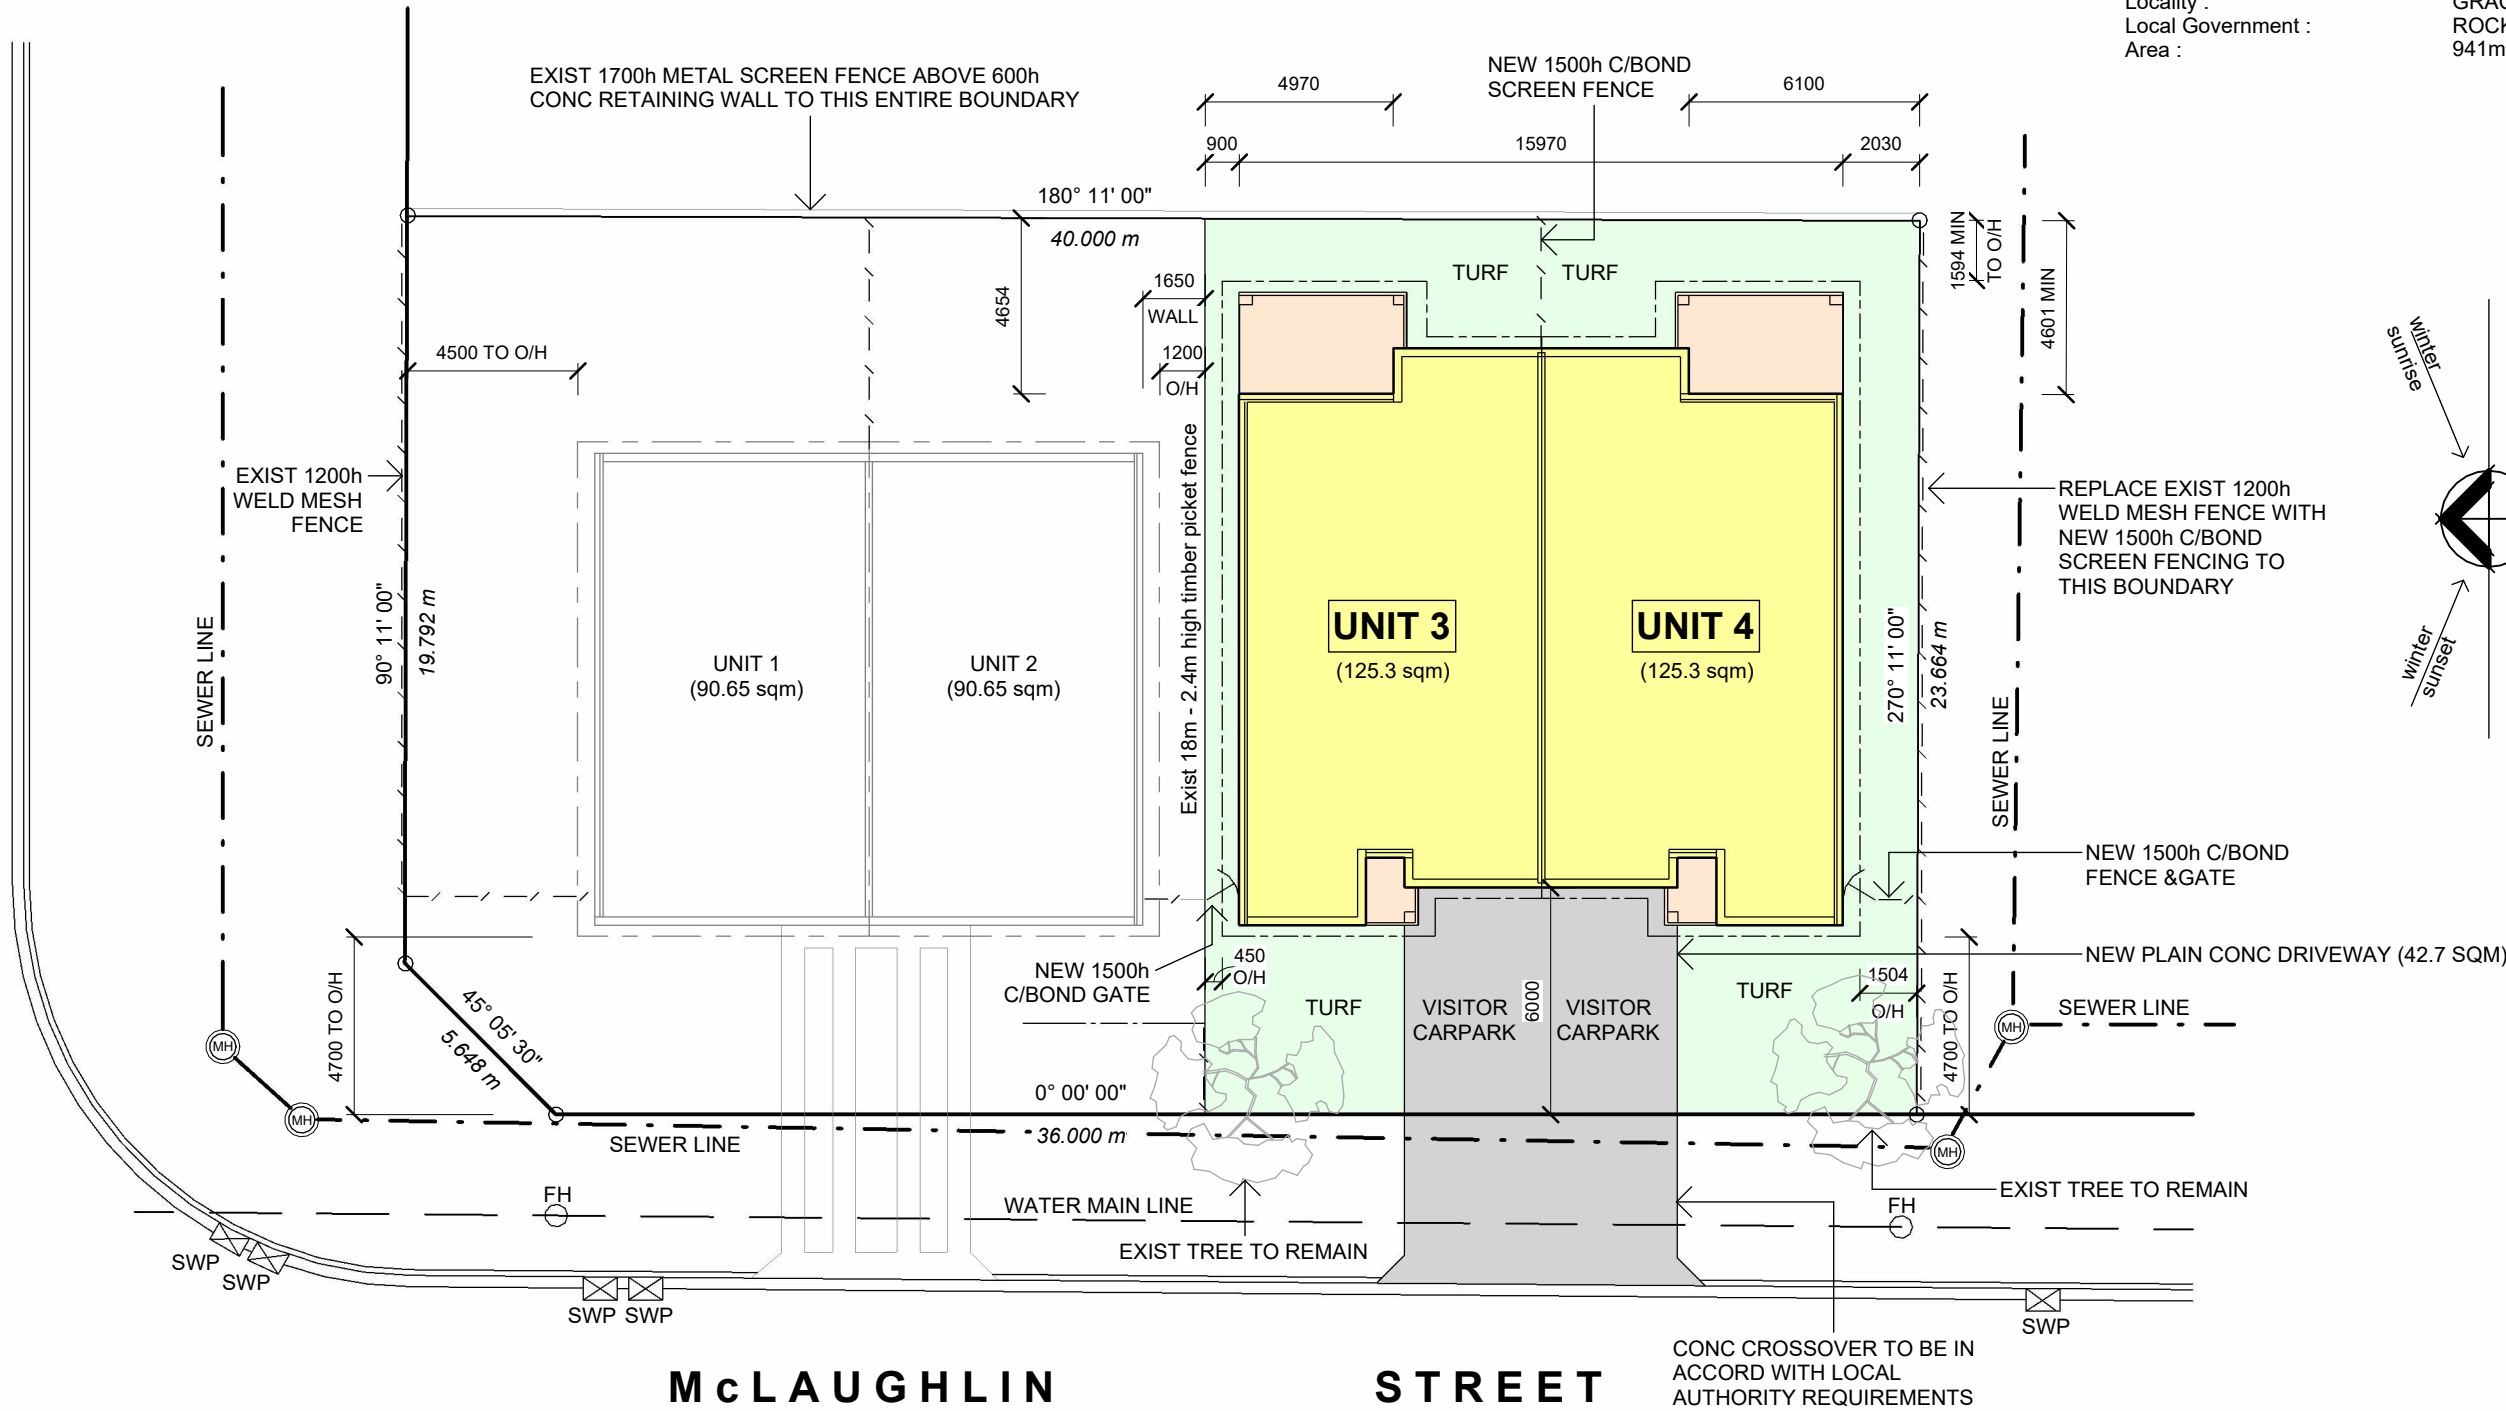 Locality :
Local Government :
Area :
941m
EXIST 1700h METAL SCREEN FENCE ABOVE 600h
CONC RETAINING WALL TO THIS ENTIRE BOUNDARY
NEW 1500h C/BOND
SCREEN FENCE
4970
6100
900
15970
2030
180° 11' 00"
40.000 m
4654
1650
WALL
1200
O/H
4500 TO O/H
TURF
TURF
1594 MIN
TO O/H
4601 MIN
winter
sunrise
winter
sunset
EXIST 1200h
WELD MESH
FENCE
SEWER LINE
90° 11' 00"
19.792 m
Exist 18m - 2.4m high timber picket fence
UNIT 1
(90.65 sqm)
UNIT 2
(90.65 sqm)
UNIT 3
(125.3 sqm)
UNIT 4
(125.3 sqm)
270° 11' 00"
23.664 m
SEWER LINE
REPLACE EXIST 1200h
WELD MESH FENCE WITH
NEW 1500h C/BOND
SCREEN FENCING TO
THIS BOUNDARY
NEW 1500h C/BOND
FENCE &GATE
NEW PLAIN CONC DRIVEWAY (42.7 SQM)
SEWER LINE
NEW 1500h
C/BOND GATE
450
O/H
TURF
VISITOR
CARPARK
6000
VISITOR
CARPARK
TURF
1504
O/H
4700 TO O/H
4700 TO O/H
45° 05' 30"
5.648 m
MH
MH
MH
MH
0° 00' 00"
36.000 m
SEWER LINE
FH
WATER MAIN LINE
EXIST TREE TO REMAIN
EXIST TREE TO REMAIN
FH
SWP
SWP
SWP SWP
SWP
CONC CROSSOVER TO BE IN
ACCORD WITH LOCAL
AUTHORITY REQUIREMENTS
McLAUGHLIN STREET